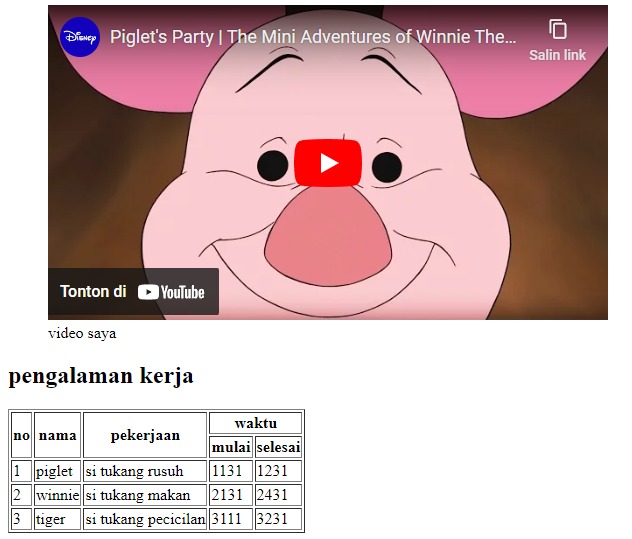 Disney Piglet's Party | The Mini Adventures of Winnie The...
Salin link
Tonton di YouTube
video saya
pengalaman kerja
no nama pekerjaan waktu
mulai selesai
1 piglet si tukang rusuh 1131 1231
2 winnie si tukang makan 2131 2431
3 tiger si tukang pecicilan 3111 3231